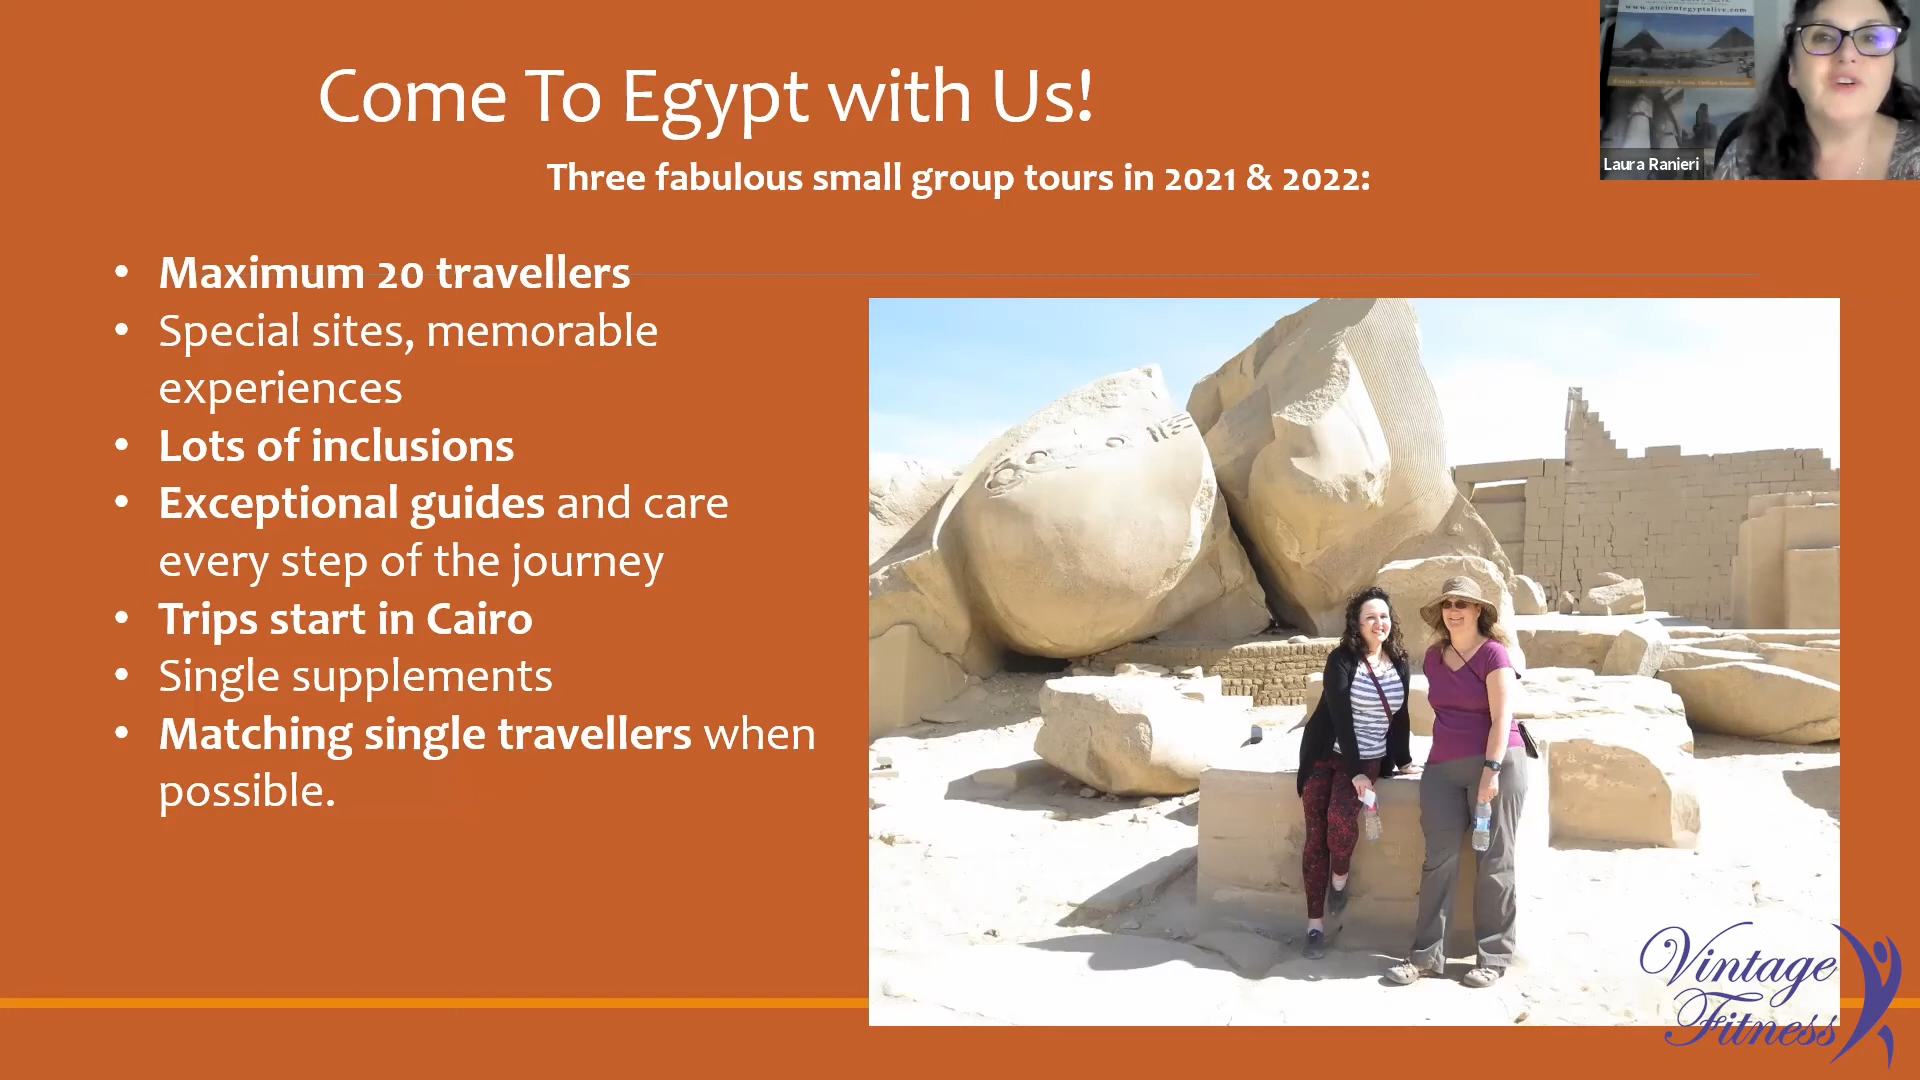 www.ancientegyptalive.com
Come To Egypt with Us!
Laura Ranieri
Three fabulous small group tours in 2021 & 2022:
• Maximum 20 travellers
• Special sites, memorable
experiences
• Lots of inclusions
• Exceptional guides and care
every step of the journey
• Trips start in Cairo
• Single supplements
• Matching single travellers when
possible.
Vintage
Fitness